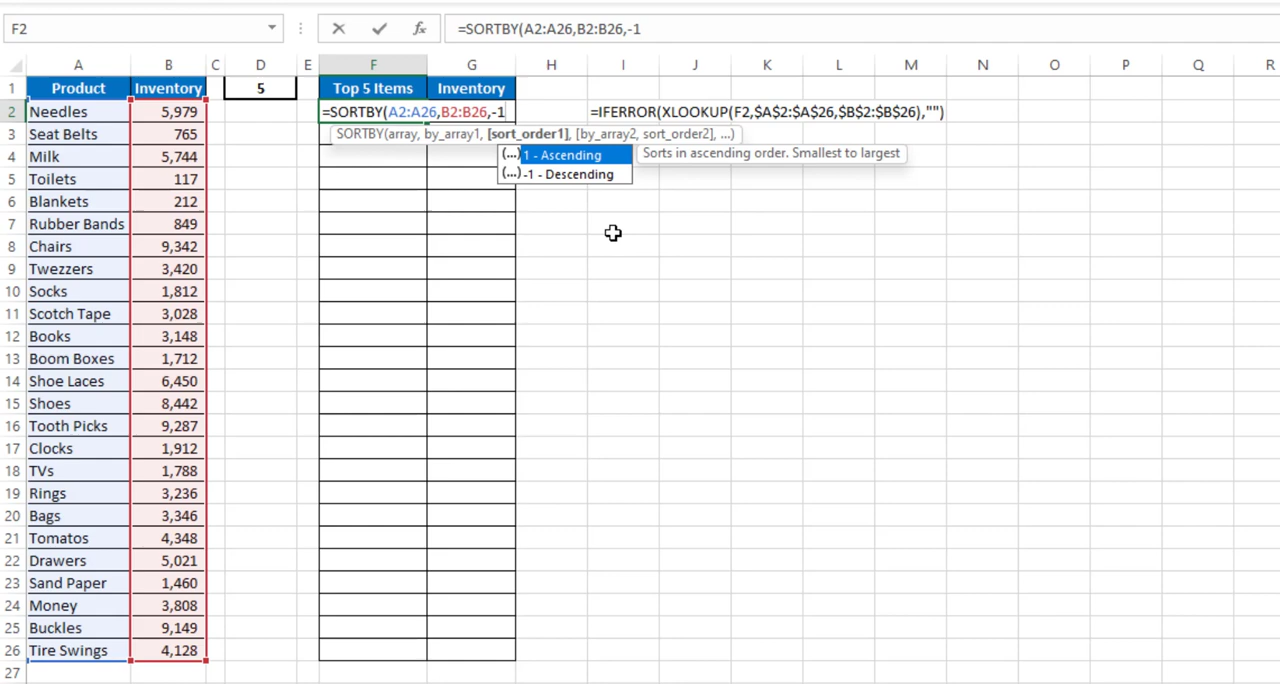 F2 =SORTBY(A2:A26,B2:B26,-1
A B C D E F G H I J K L M N O P Q R
1 Product Inventory 5 Top 5 Items Inventory
2 Needles 5,979 =SORTBY(A2:A26,B2:B26,-1 =IFERROR(XLOOKUP(F2,$A$2:$A$26,$B$2:$B$26),"")
3 Seat Belts 765 SORTBY(array, by_array1, [sort_order1], [by_array2, sort_order2], ...)
4 Milk 5,744 (...) 1 - Ascending Sorts in ascending order. Smallest to largest
5 Toilets 117 (...) -1 - Descending
6 Blankets 212
7 Rubber Bands 849
8 Chairs 9,342
9 Twezzers 3,420
10 Socks 1,812
11 Scotch Tape 3,028
12 Books 3,148
13 Boom Boxes 1,712
14 Shoe Laces 6,450
15 Shoes 8,442
16 Tooth Picks 9,287
17 Clocks 1,912
18 TVs 1,788
19 Rings 3,236
20 Bags 3,346
21 Tomatos 4,348
22 Drawers 5,021
23 Sand Paper 1,460
24 Money 3,808
25 Buckles 9,149
26 Tire Swings 4,128
27